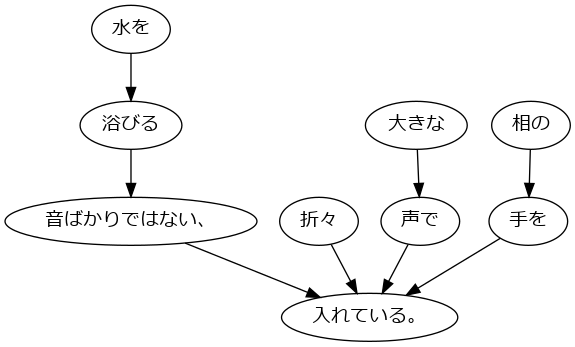 水を
浴びる
大きな
相の
音ばかりではない、
折々
声で
手を
入れている。